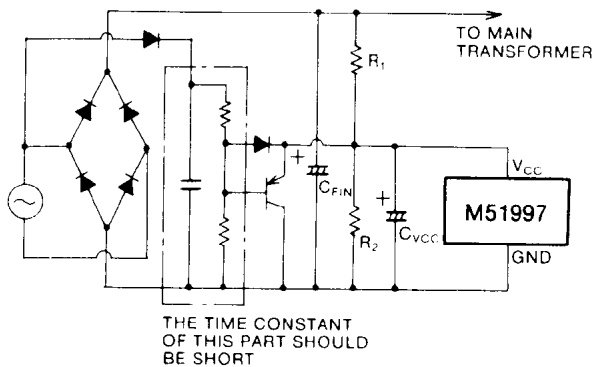 TO MAIN
TRANSFORMER
R1
VCC
CFIN
M51997
R2
CVCC
GND
THE TIME CONSTANT
OF THIS PART SHOULD
BE SHORT